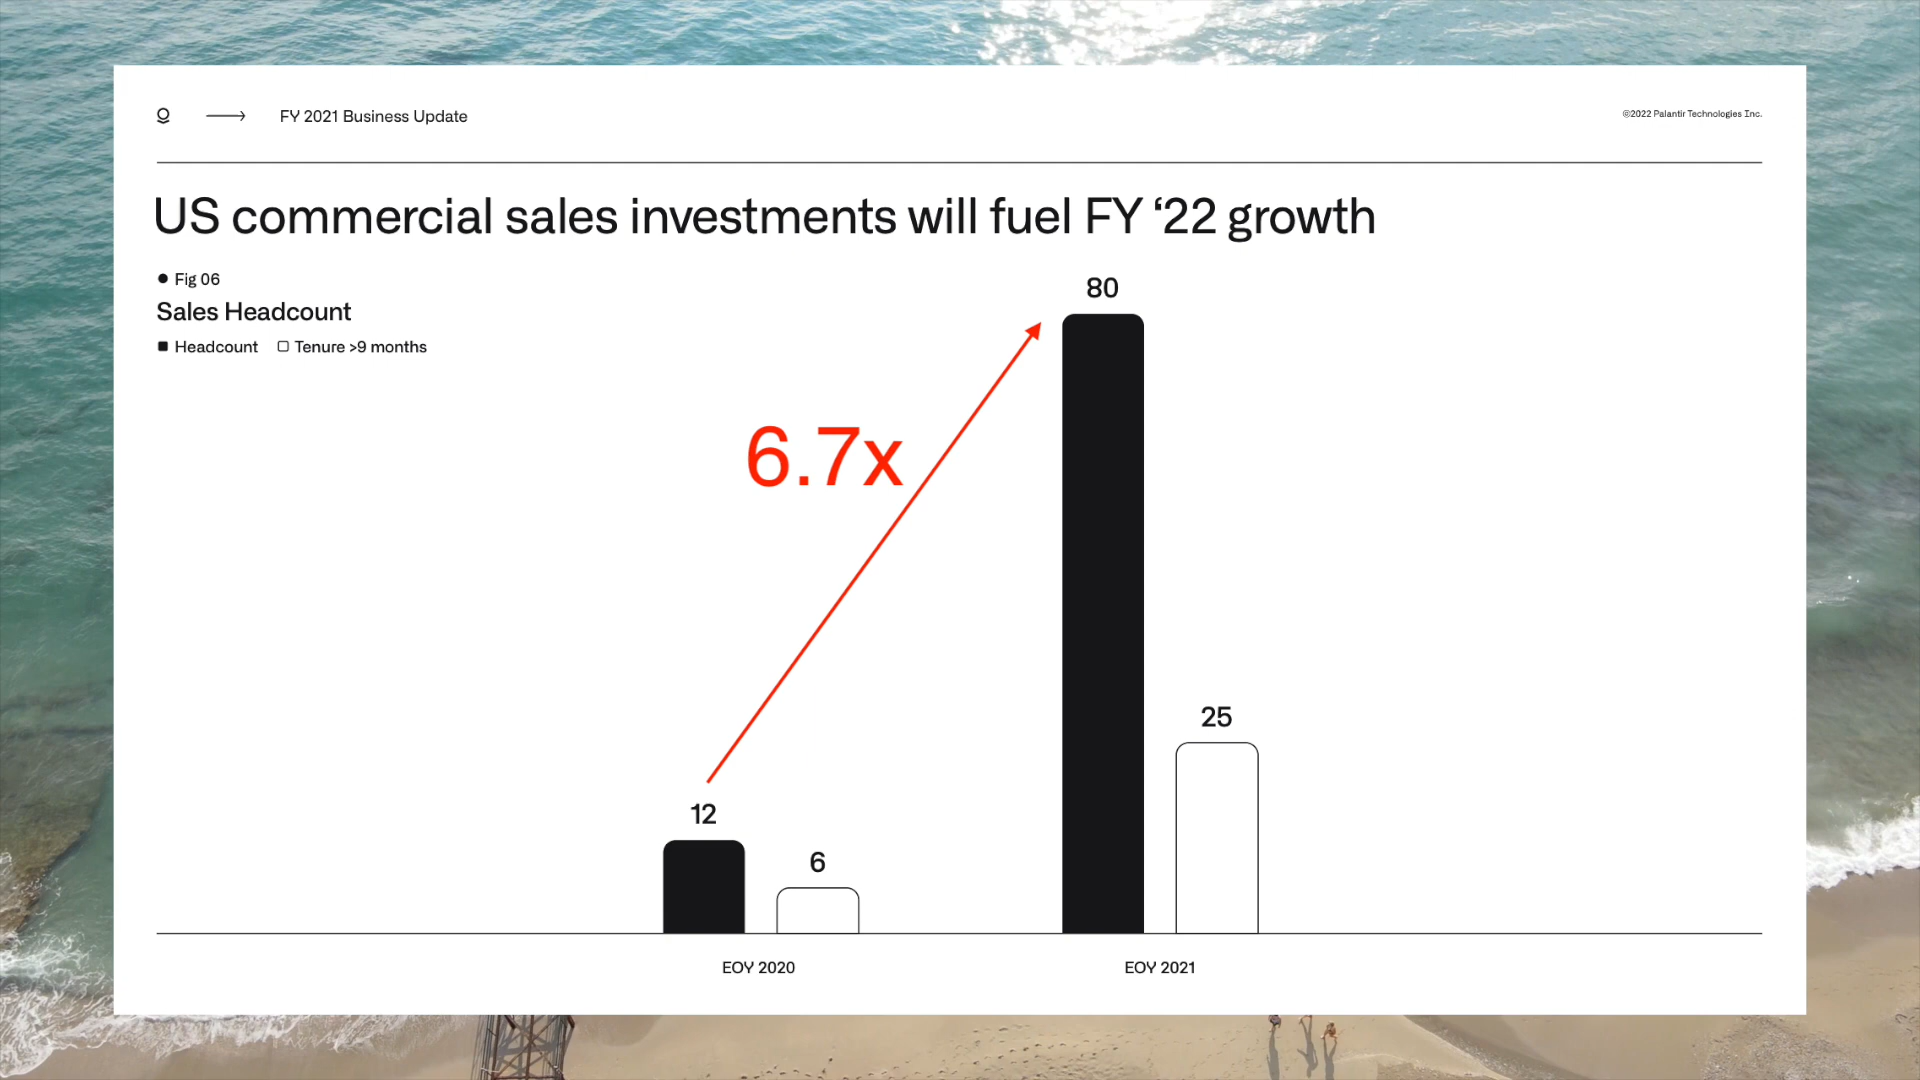 FY 2021 Business Update
©2022 Palantir Technologies Inc.
US commercial sales investments will fuel FY ‘22 growth
Fig 06
Sales Headcount
Headcount
Tenure >9 months
80
6.7x
25
12
6
EOY 2020
EOY 2021